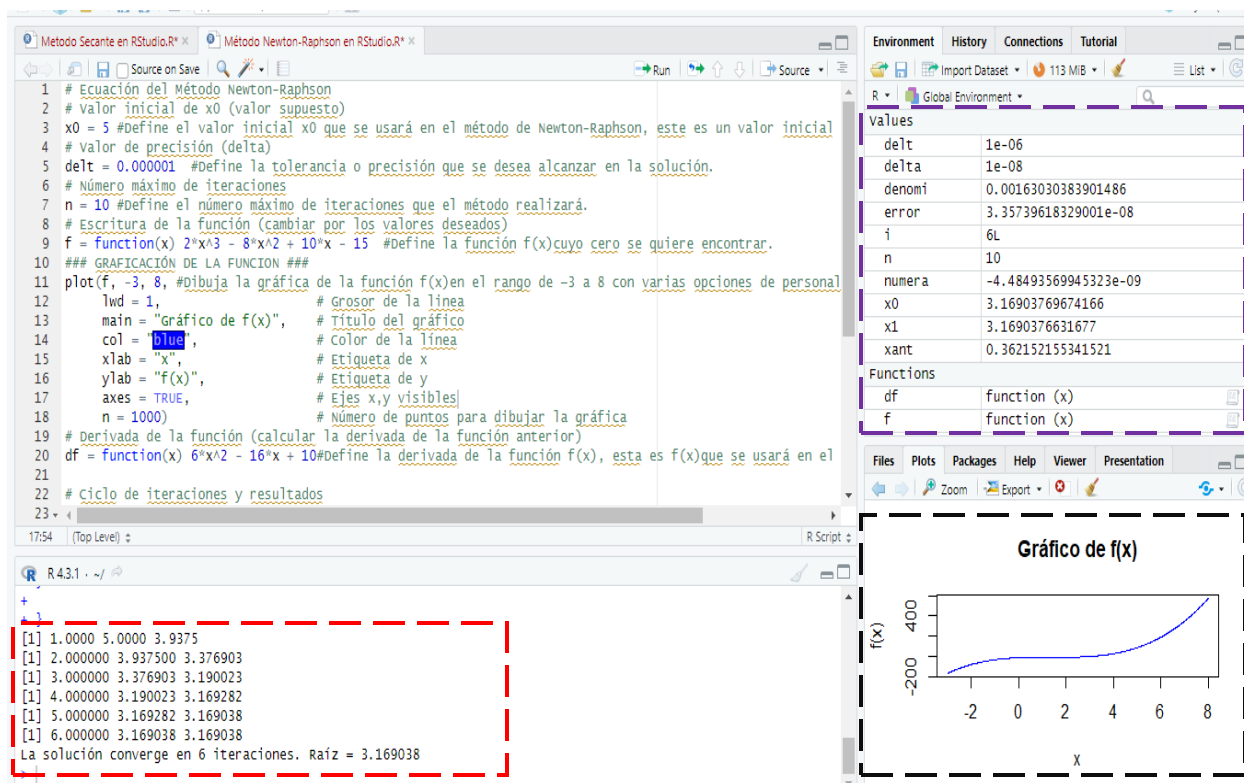 Metodo Secante en RStudio.R* × Método Newton-Raphson en RStudio.R* ×
Source on Save Run Source
1 # Ecuación del Método Newton-Raphson
2 # Valor inicial de x0 (valor supuesto)
3 x0 = 5 #Define el valor inicial x0 que se usará en el método de Newton-Raphson, este es un valor inicial
4 # Valor de precisión (delta)
5 delt = 0.000001 #Define la tolerancia o precisión que se desea alcanzar en la solución.
6 # Número máximo de iteraciones
7 n = 10 #Define el número máximo de iteraciones que el método realizará.
8 # Escritura de la función (cambiar por los valores deseados)
9 f = function(x) 2*x^3 - 8*x^2 + 10*x - 15 #Define la función f(x)cuyo cero se quiere encontrar.
10 ### GRAFICACIÓN DE LA FUNCION ###
11 plot(f, -3, 8, #Dibuja la gráfica de la función f(x)en el rango de -3 a 8 con varias opciones de personal
12 lwd = 1, # Grosor de la línea
13 main = "Gráfico de f(x)", # Título del gráfico
14 col = "blue", # Color de la línea
15 xlab = "x", # Etiqueta de x
16 ylab = "f(x)", # Etiqueta de y
17 axes = TRUE, # Ejes x,y visibles
18 n = 1000) # Número de puntos para dibujar la gráfica
19 # Derivada de la función (calcular la derivada de la función anterior)
20 df = function(x) 6*x^2 - 16*x + 10#Define la derivada de la función f(x), esta es f(x)que se usará en el
21
22 # Ciclo de iteraciones y resultados
23
17:54 (Top Level) R Script
R 4.3.1 · ~/
+
+ }
[1] 1.0000 5.0000 3.9375
[1] 2.000000 3.937500 3.376903
[1] 3.000000 3.376903 3.190023
[1] 4.000000 3.190023 3.169282
[1] 5.000000 3.169282 3.169038
[1] 6.000000 3.169038 3.169038
La solución converge en 6 iteraciones. Raíz = 3.169038
>
Environment History Connections Tutorial
Import Dataset 113 MiB List
R Global Environment
Values
delt 1e-06
delta 1e-08
denomi 0.00163030383901486
error 3.35739618329001e-08
i 6L
n 10
numera -4.48493569945323e-09
x0 3.16903769674166
x1 3.1690376631677
xant 0.362152155341521
Functions
df function (x)
f function (x)
Files Plots Packages Help Viewer Presentation
Zoom Export
Gráfico de f(x)
f(x)
400
-200
-2 0 2 4 6 8
x